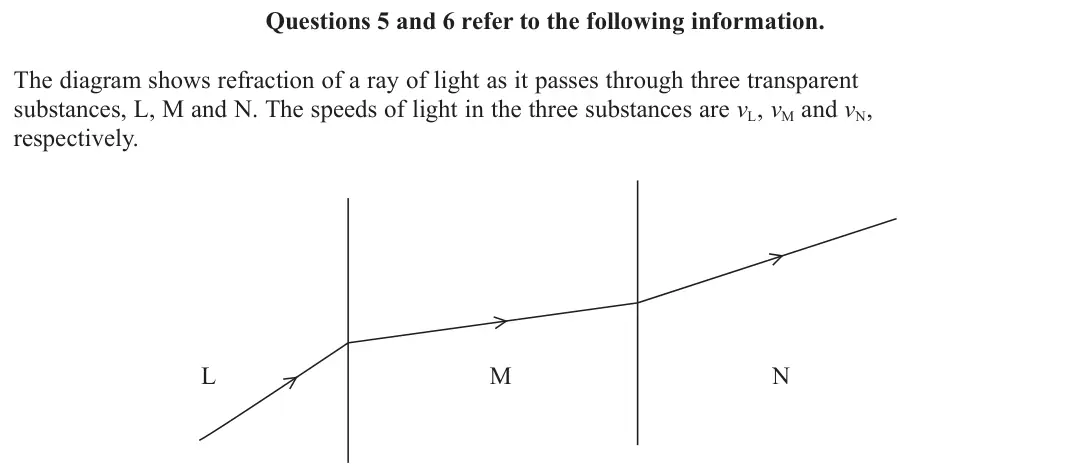 Questions 5 and 6 refer to the following information.
The diagram shows refraction of a ray of light as it passes through three transparent
substances, L, M and N. The speeds of light in the three substances are vL, vM and vN,
respectively.
L M N